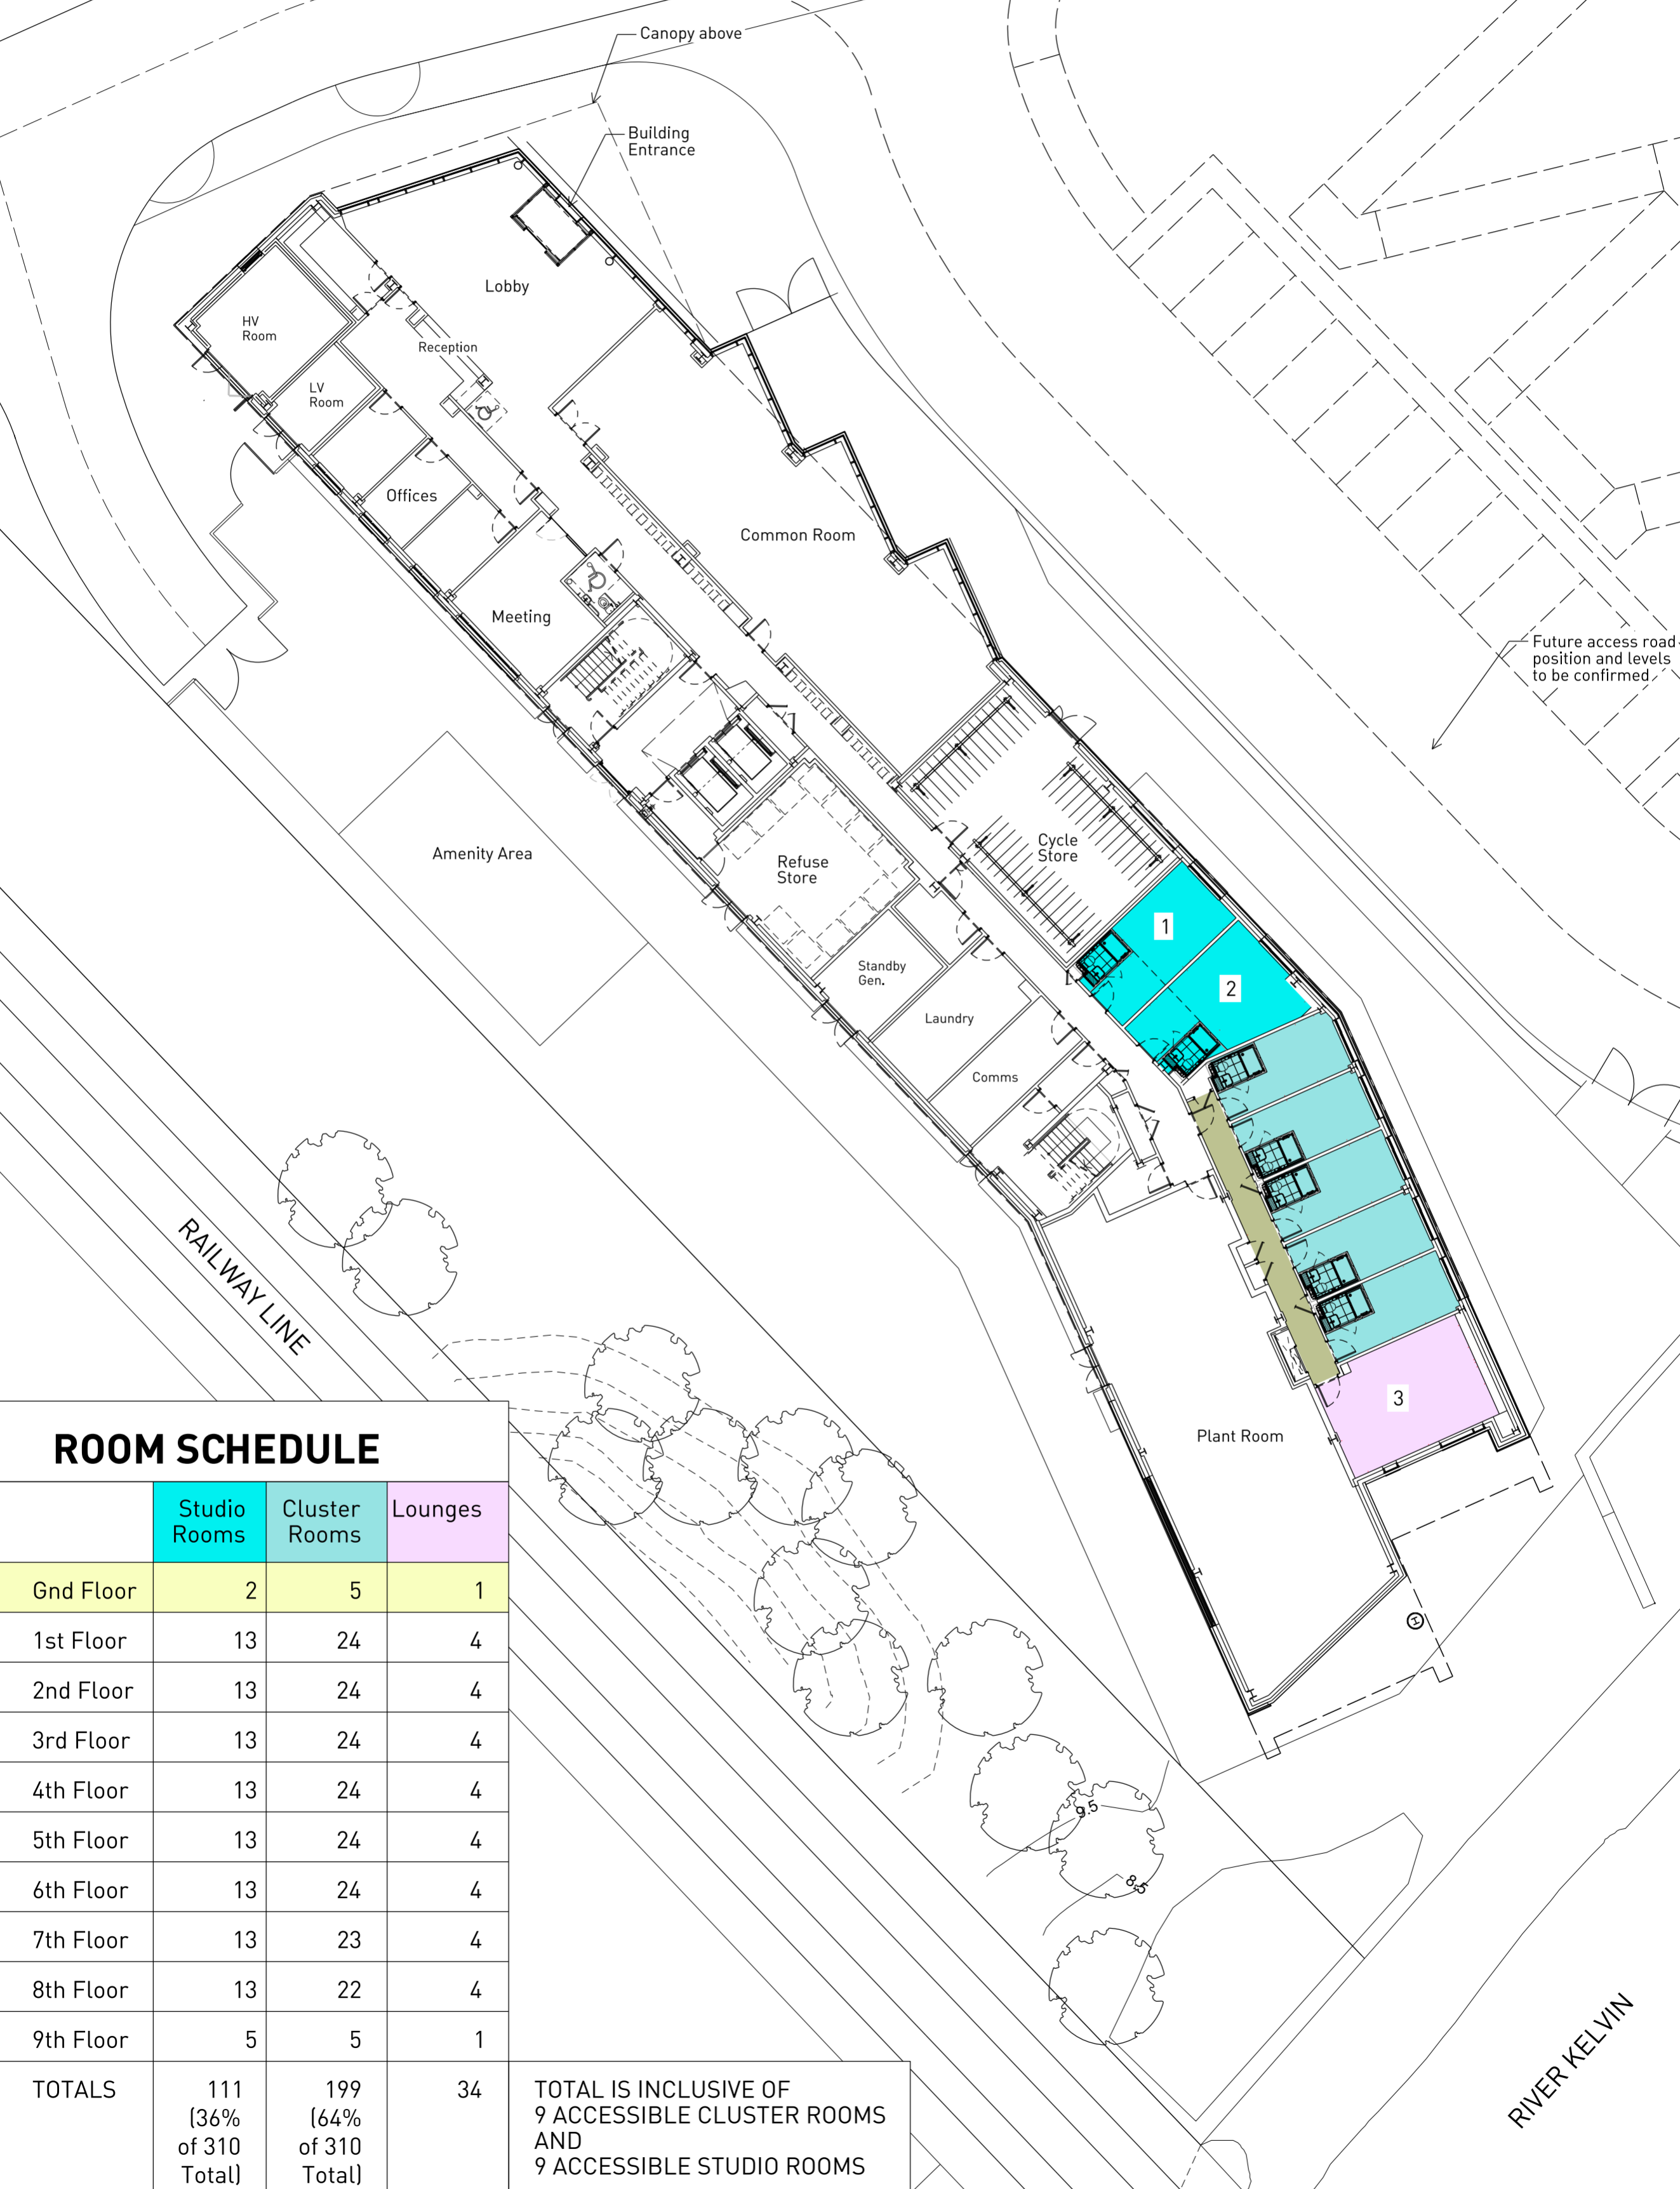 Canopy above
Building
Entrance
Lobby
HV
Room
Reception
LV
Room
Offices
Common Room
Meeting
Future access road
position and levels
to be confirmed
Amenity Area
Refuse
Store
Cycle
Store
1
Standby
Gen.
2
Laundry
Comms
RAILWAY LINE
3
Plant Room
9.5
8.5
RIVER KELVIN
ROOM SCHEDULE
Studio Rooms Cluster Rooms Lounges
Gnd Floor 2 5 1
1st Floor 13 24 4
2nd Floor 13 24 4
3rd Floor 13 24 4
4th Floor 13 24 4
5th Floor 13 24 4
6th Floor 13 24 4
7th Floor 13 23 4
8th Floor 13 22 4
9th Floor 5 5 1
TOTALS 111 199 34
(36% (64%
of 310 of 310
Total) Total)
TOTAL IS INCLUSIVE OF
9 ACCESSIBLE CLUSTER ROOMS
AND
9 ACCESSIBLE STUDIO ROOMS